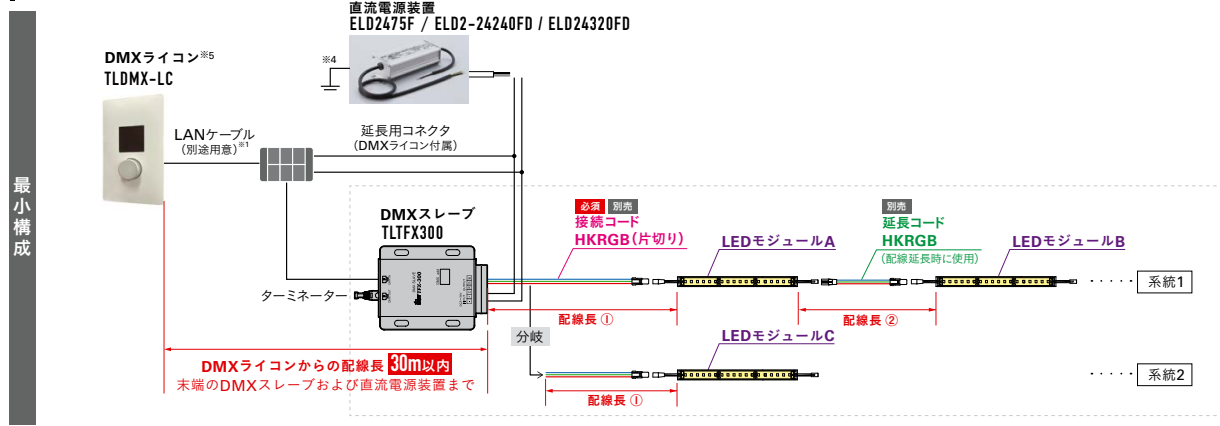 最小構成
直流電源装置
ELD2475F / ELD2-24240FD / ELD24320FD
※4
DMXライコン※5
TLDMX-LC
LANケーブル
(別途用意)※1
延長用コネクタ
(DMXライコン付属)
DMXスレーブ
TLTFX300
ターミネーター
必須 別売
接続コード
HKRGB(片切り)
LEDモジュールA
別売
延長コード
HKRGB
(配線延長時に使用)
LEDモジュールB
系統1
配線長①
配線長②
分岐
LEDモジュールC
系統2
配線長①
DMXライコンからの配線長 30m以内
末端のDMXスレーブおよび直流電源装置まで